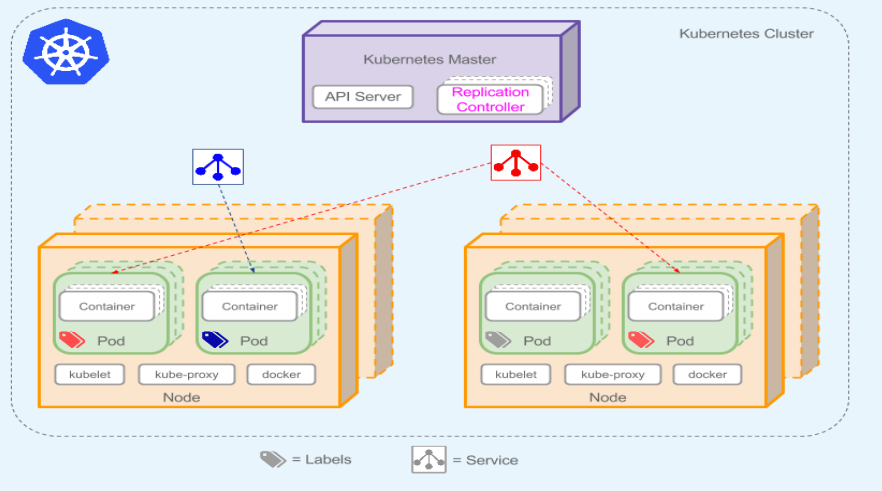 Kubernetes Cluster
Kubernetes Master
API Server
Replication
Controller
Container
Container
Container
Container
Pod
Pod
Pod
Pod
kubelet
kube-proxy
docker
kubelet
kube-proxy
docker
Node
Node
= Labels
= Service